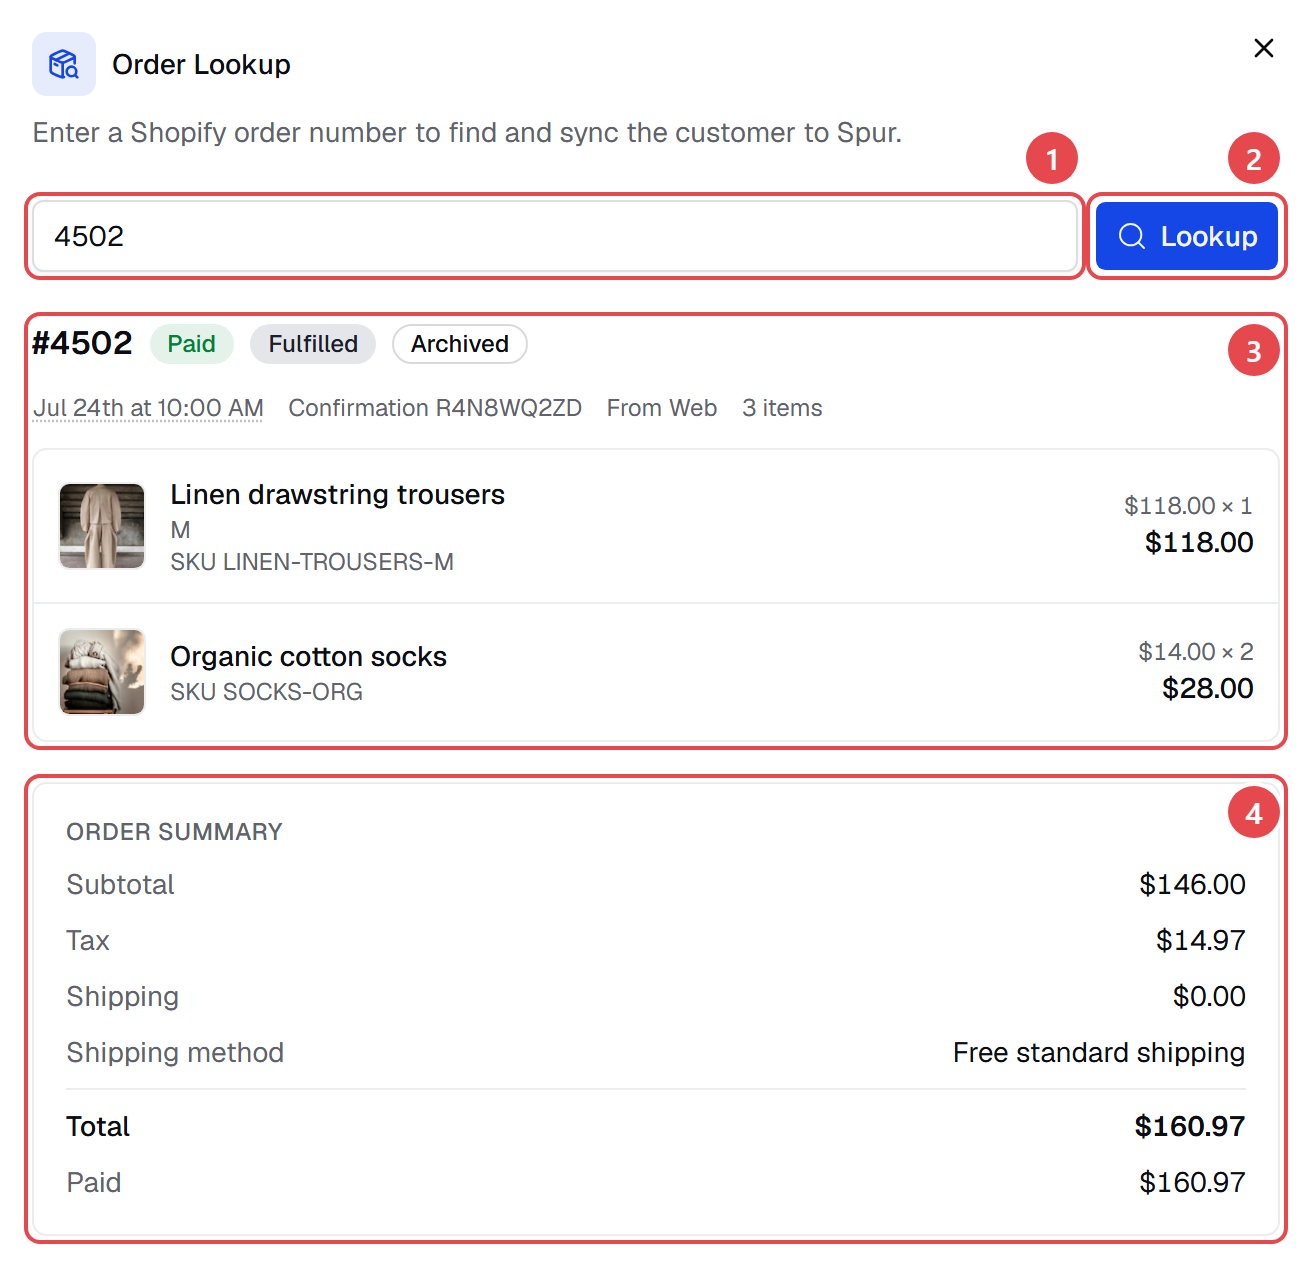 Order Lookup
Enter a Shopify order number to find and sync the customer to Spur.
1
2
4502
Lookup
#4502 Paid Fulfilled Archived
3
Jul 24th at 10:00 AM Confirmation R4N8WQ2ZD From Web 3 items
Linen drawstring trousers
M
SKU LINEN-TROUSERS-M
$118.00 × 1
$118.00
Organic cotton socks
SKU SOCKS-ORG
$14.00 × 2
$28.00
4
ORDER SUMMARY
Subtotal $146.00
Tax $14.97
Shipping $0.00
Shipping method Free standard shipping
Total $160.97
Paid $160.97